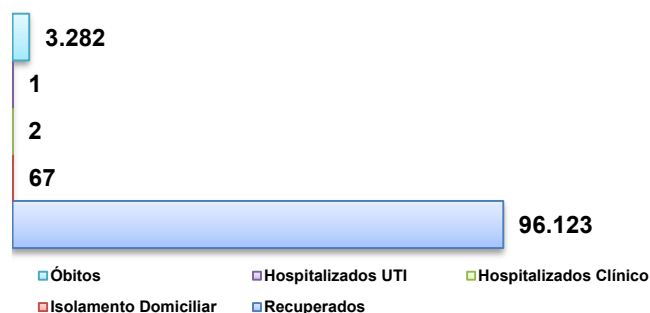 3.282
1
2
67
96.123
Óbitos Hospitalizados UTI Hospitalizados Clínico
Isolamento Domiciliar Recuperados